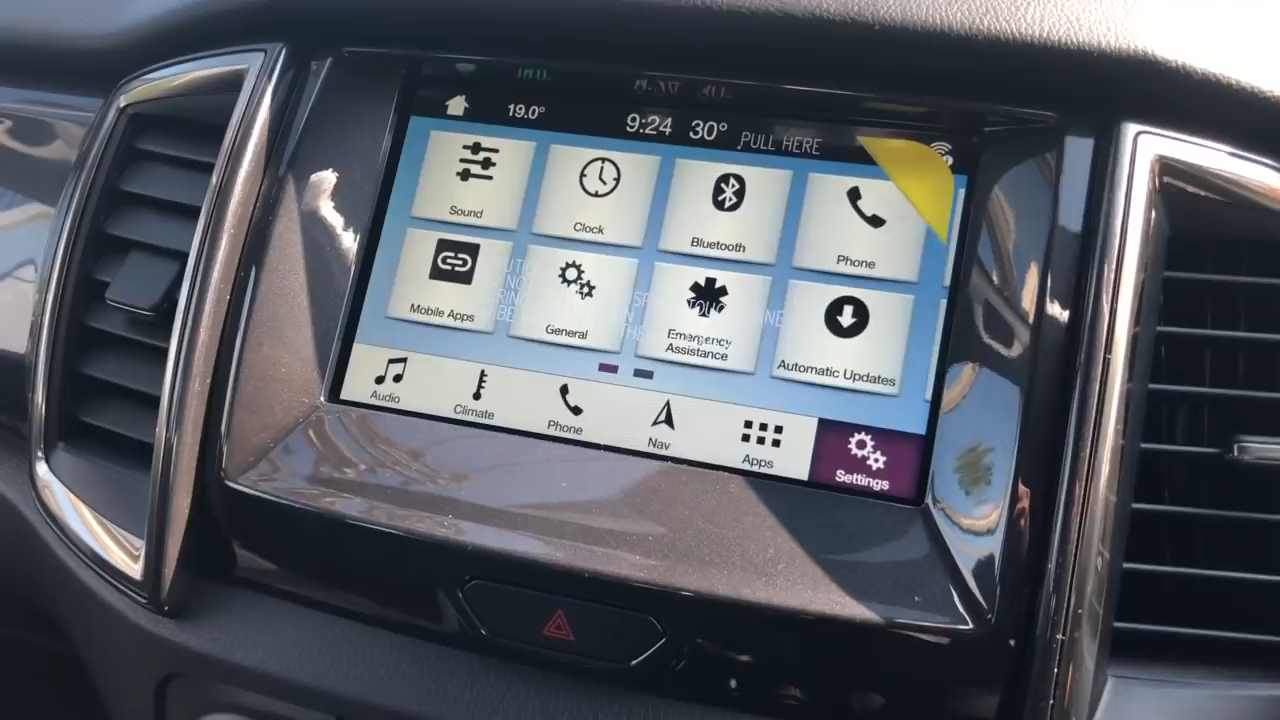 19.0° 9:24 30° PULL HERE
Sound Clock Bluetooth Phone
Mobile Apps General Emergency Assistance Automatic Updates
TOUC
Audio Climate Phone Nav Apps Settings